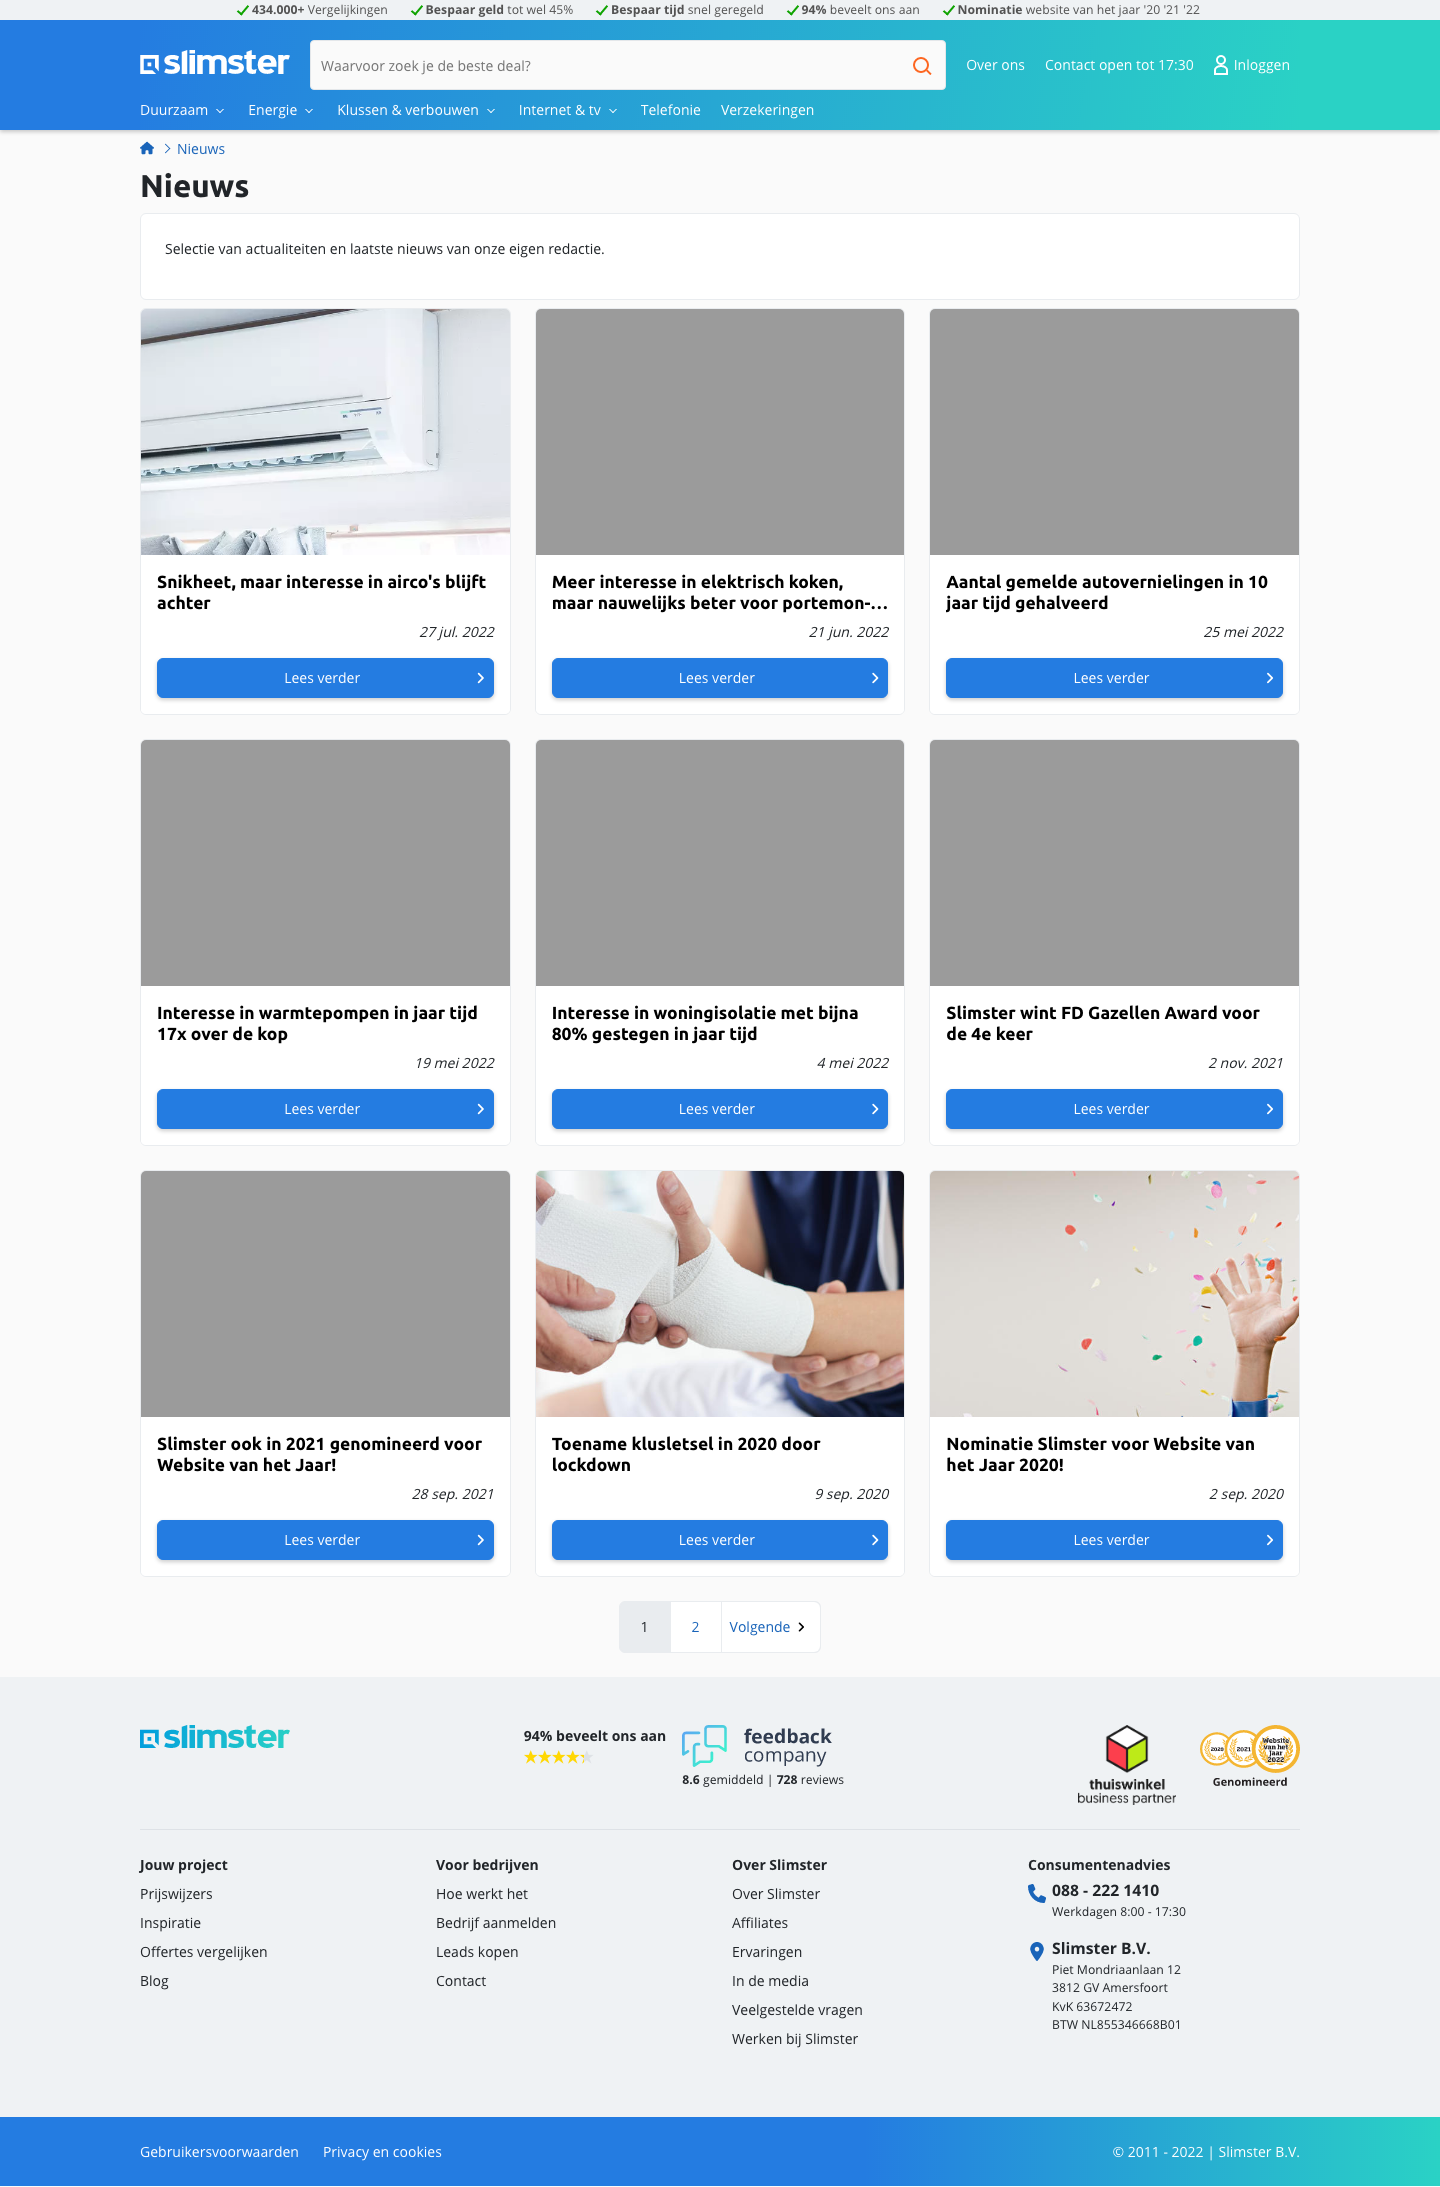 434.000+ Vergelijkingen Bespaar geld tot wel 45% Bespaar tijd snel geregeld 94% beveelt ons aan Nominatie website van het jaar '20 '21 '22
slimster Waarvoor zoek je de beste deal? Over ons Contact open tot 17:30 Inloggen
Duurzaam Energie Klussen & verbouwen Internet & tv Telefonie Verzekeringen
Nieuws
Nieuws
Selectie van actualiteiten en laatste nieuws van onze eigen redactie.
Snikheet, maar interesse in airco's blijft
achter
27 jul. 2022
Lees verder
Meer interesse in elektrisch koken,
maar nauwelijks beter voor portemon-...
21 jun. 2022
Lees verder
Aantal gemelde autovernielingen in 10
jaar tijd gehalveerd
25 mei 2022
Lees verder
Interesse in warmtepompen in jaar tijd
17x over de kop
19 mei 2022
Lees verder
Interesse in woningisolatie met bijna
80% gestegen in jaar tijd
4 mei 2022
Lees verder
Slimster wint FD Gazellen Award voor
de 4e keer
2 nov. 2021
Lees verder
Slimster ook in 2021 genomineerd voor
Website van het Jaar!
28 sep. 2021
Lees verder
Toename klusletsel in 2020 door
lockdown
9 sep. 2020
Lees verder
Nominatie Slimster voor Website van
het Jaar 2020!
2 sep. 2020
Lees verder
1 2 Volgende
slimster
94% beveelt ons aan
feedback
company
8.6 gemiddeld | 728 reviews
thuiswinkel
business partner
2020 2021 Website
van het
Jaar
2022
Genomineerd
Jouw project
Prijswijzers
Inspiratie
Offertes vergelijken
Blog
Voor bedrijven
Hoe werkt het
Bedrijf aanmelden
Leads kopen
Contact
Over Slimster
Over Slimster
Affiliates
Ervaringen
In de media
Veelgestelde vragen
Werken bij Slimster
Consumentenadvies
088 - 222 1410
Werkdagen 8:00 - 17:30
Slimster B.V.
Piet Mondriaanlaan 12
3812 GV Amersfoort
KvK 63672472
BTW NL855346668B01
Gebruikersvoorwaarden Privacy en cookies © 2011 - 2022 | Slimster B.V.